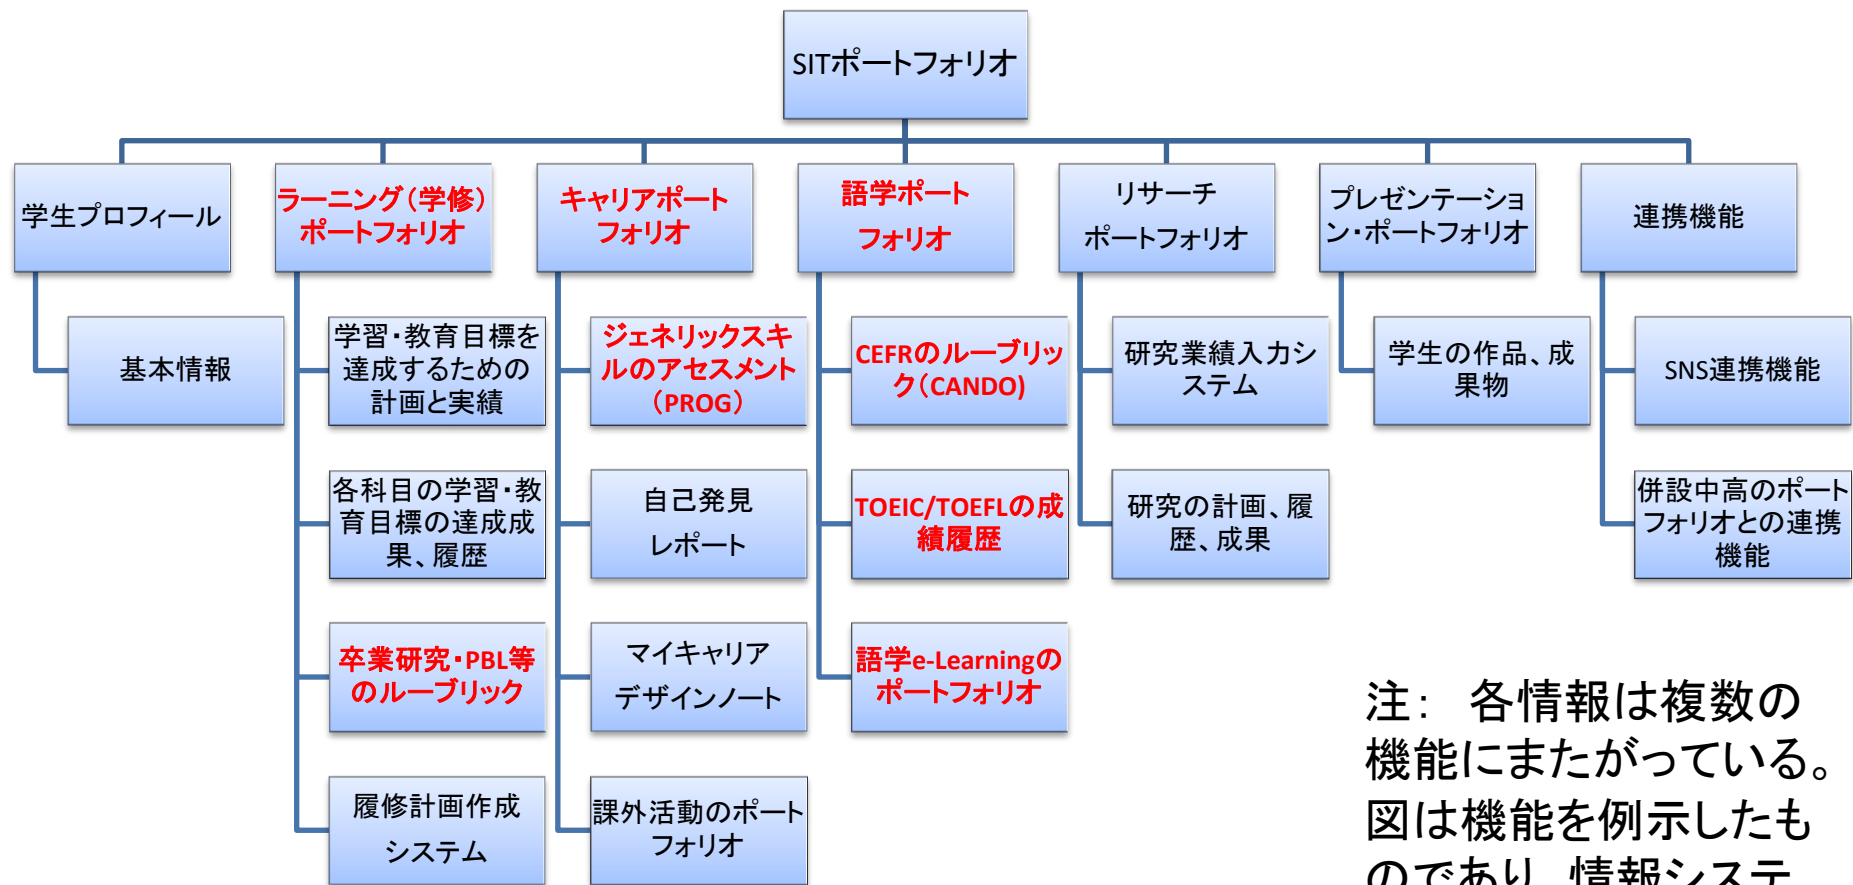 SITポートフォリオ
学生プロフィール
ラーニング(学修)
ポートフォリオ
キャリアポート
フォリオ
語学ポート
フォリオ
リサーチ
ポートフォリオ
プレゼンテーショ
ン・ポートフォリオ
連携機能
基本情報
学習・教育目標を
達成するための
計画と実績
各科目の学習・教
育目標の達成成
果、履歴
卒業研究・PBL等
のルーブリック
履修計画作成
システム
ジェネリックスキ
ルのアセスメント
(PROG)
自己発見
レポート
マイキャリア
デザインノート
課外活動のポート
フォリオ
CEFRのルーブリッ
ク(CANDO)
TOEIC/TOEFLの成
績履歴
語学e-Learningの
ポートフォリオ
研究業績入力シ
ステム
研究の計画、履
歴、成果
学生の作品、成
果物
SNS連携機能
併設中高のポート
フォリオとの連携
機能
注： 各情報は複数の
機能にまたがっている。
図は機能を例示したも
のであり、情報システ